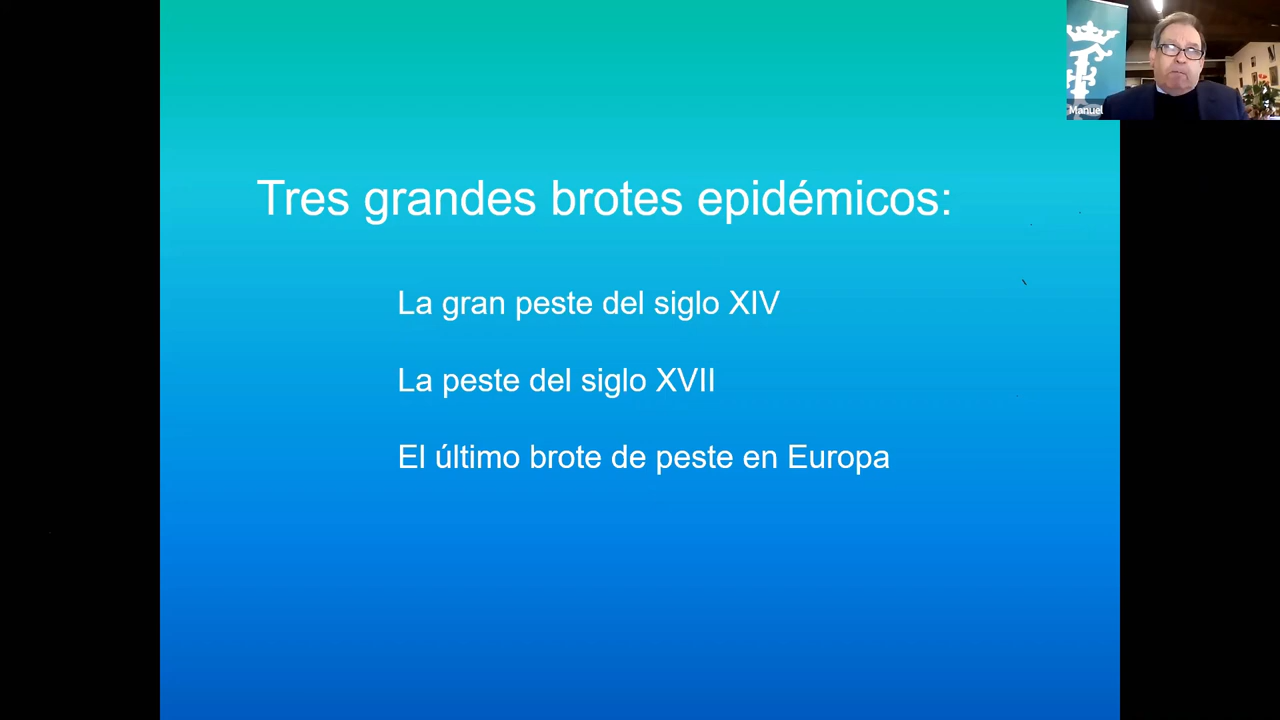 Manuel
Tres grandes brotes epidémicos:
La gran peste del siglo XIV
La peste del siglo XVII
El último brote de peste en Europa